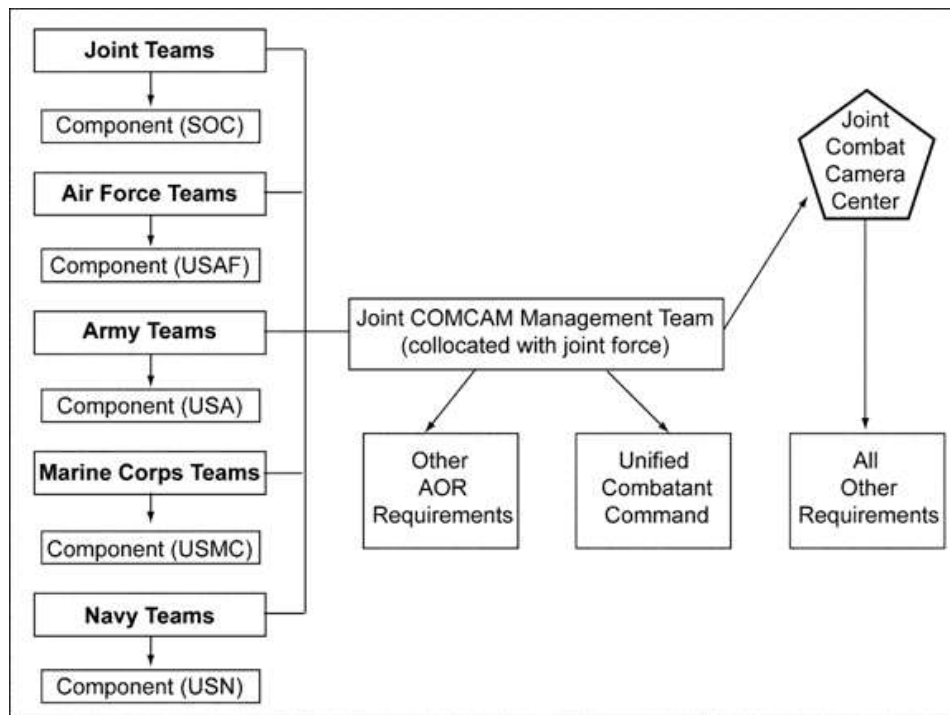 Joint Teams
Component (SOC)
Air Force Teams
Component (USAF)
Army Teams
Component (USA)
Marine Corps Teams
Component (USMC)
Navy Teams
Component (USN)
Joint COMCAM Management Team
(collocated with joint force)
Other
AOR
Requirements
Unified
Combatant
Command
Joint
Combat
Camera
Center
All
Other
Requirements